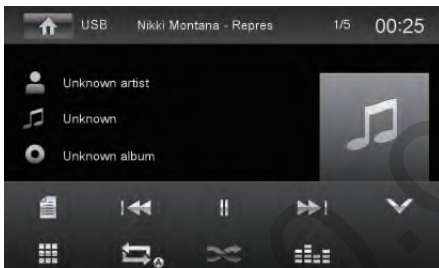 USB Nikki Montana - Repres 1/5 00:25
Unknown artist
Unknown
Unknown album
A